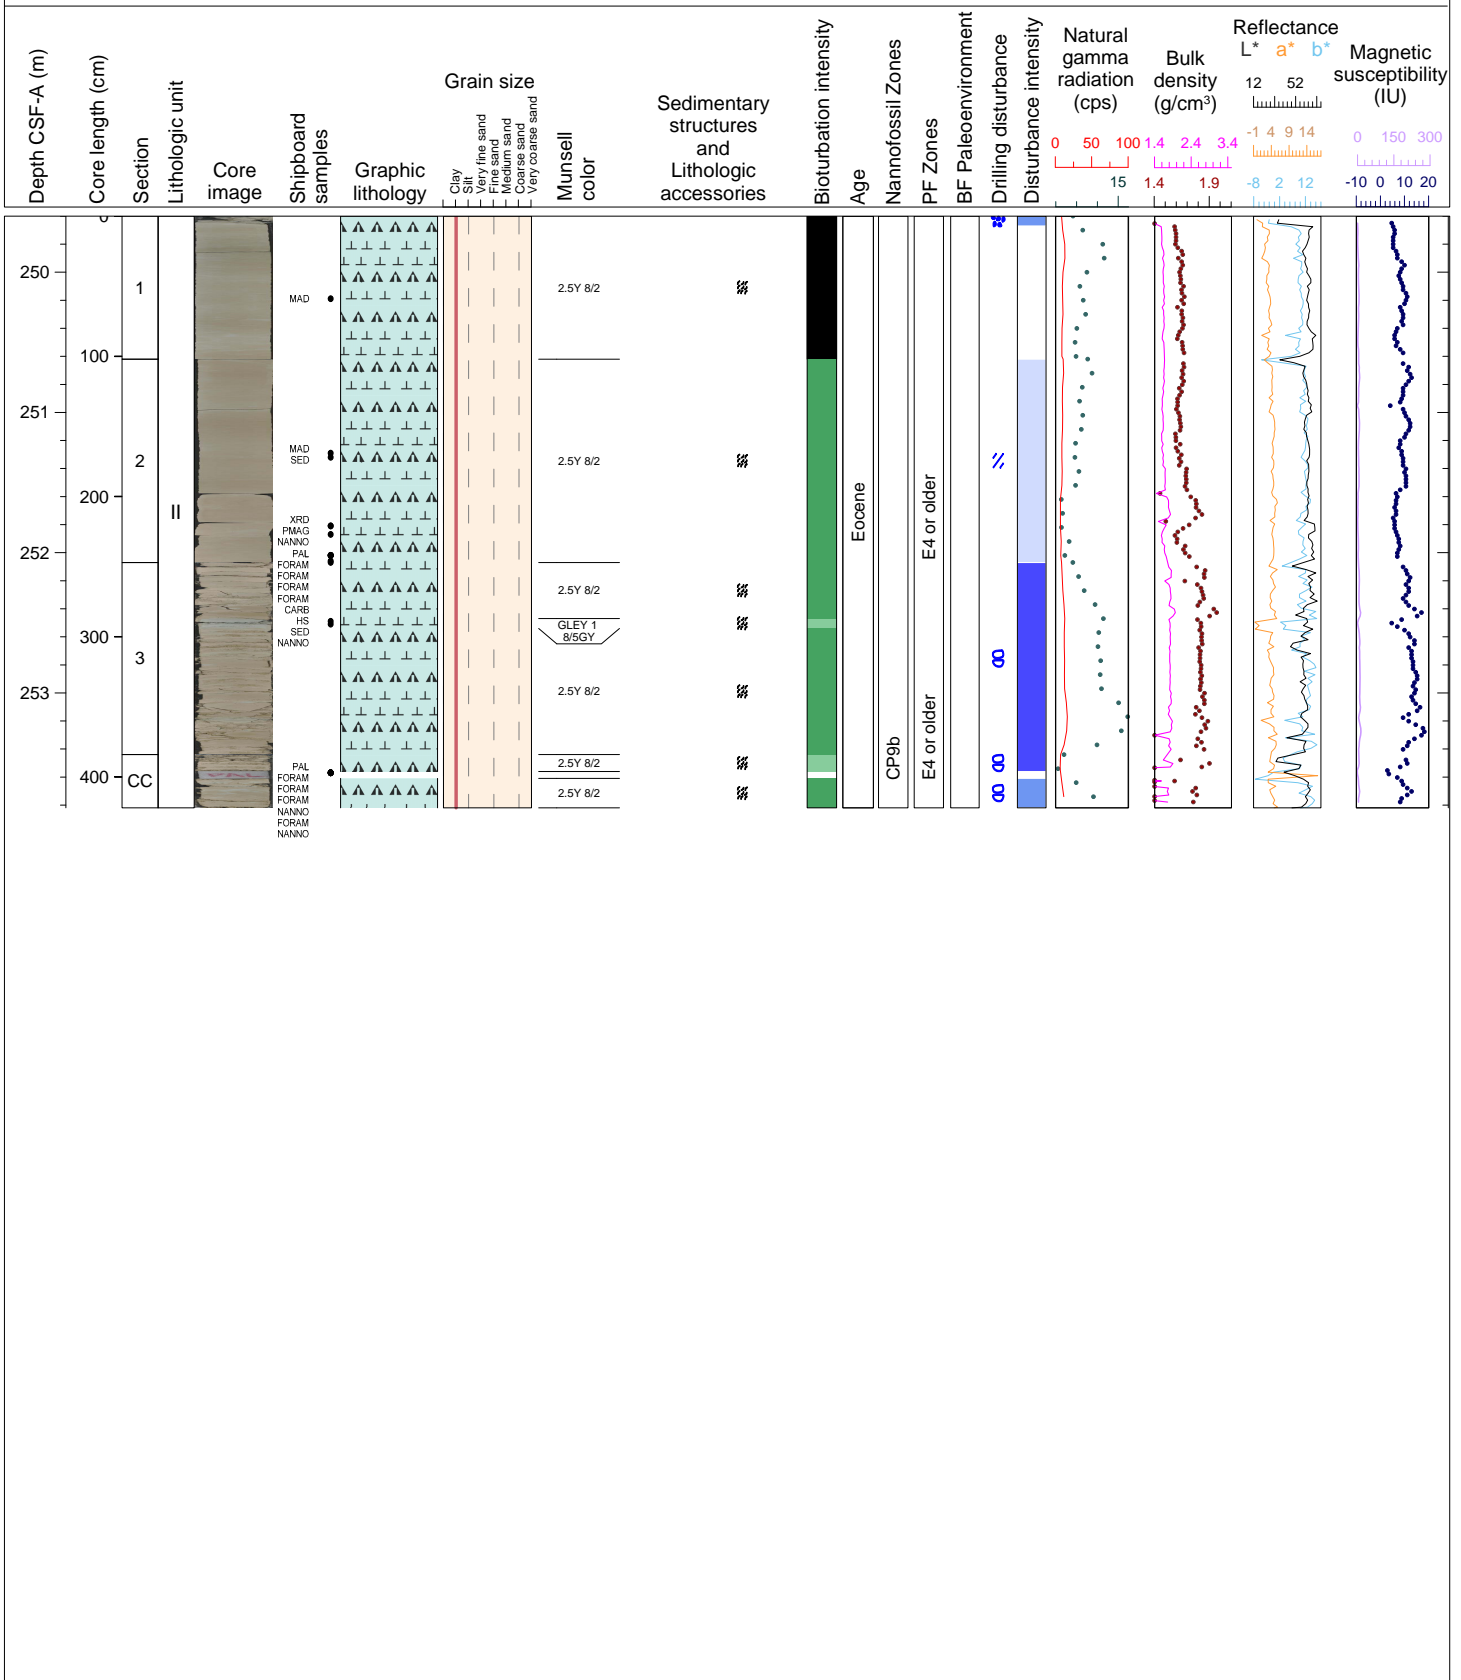 Depth CSF-A (m)
Core length (cm)
Section
Lithologic unit
Core
image
Shipboard
samples
Graphic
lithology
Grain size
Clay
Silt
Very fine sand
Fine sand
Medium sand
Coarse sand
Very coarse sand
Munsell
color
Sedimentary
structures
and
Lithologic
accessories
Bioturbation intensity
Age
Nannofossil Zones
PF Zones
BF Paleoenvironment
Drilling disturbance
Disturbance intensity
Natural
gamma
radiation
(cps)
0 50 100
15
Bulk
density
(g/cm³)
1.4 2.4 3.4
1.4 1.9
Reflectance
L* a* b*
12 52
-1 4 9 14
-8 2 12
Magnetic
susceptibility
(IU)
0 150 300
-10 0 10 20
0
250
100
251
200
252
300
253
400
1
2
3
CC
II
MAD
MAD
SED
XRD
PMAG
NANNO
PAL
FORAM
FORAM
FORAM
FORAM
CARB
HS
SED
NANNO
PAL
FORAM
FORAM
FORAM
NANNO
FORAM
NANNO
2.5Y 8/2
2.5Y 8/2
2.5Y 8/2
GLEY 1
8/5GY
2.5Y 8/2
2.5Y 8/2
2.5Y 8/2
Eocene
CP9b
E4 or older
E4 or older